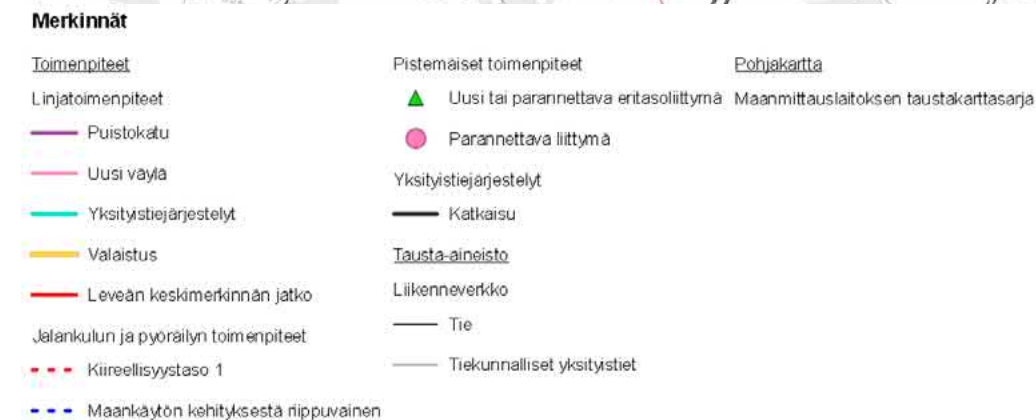 Merkinnät
Toimenpiteet
Linjatoimenpiteet
Puistokatu
Uusi väylä
Yksityistiejärjestelyt
Valaistus
Leveän keskimerkinnän jatko
Jalankulun ja pyöräilyn toimenpiteet
Kiireellisyystaso 1
Maankäytön kehityksestä riippuvainen
Pistemäiset toimenpiteet
Uusi tai parannettava eritasoliittymä
Parannettava liittymä
Yksityistiejärjestelyt
Katkaisu
Tausta-aineisto
Liikenneverkko
Tie
Tiekunnalliset yksityistiet
Pohjakartta
Maanmittauslaitoksen taustakarttasarja